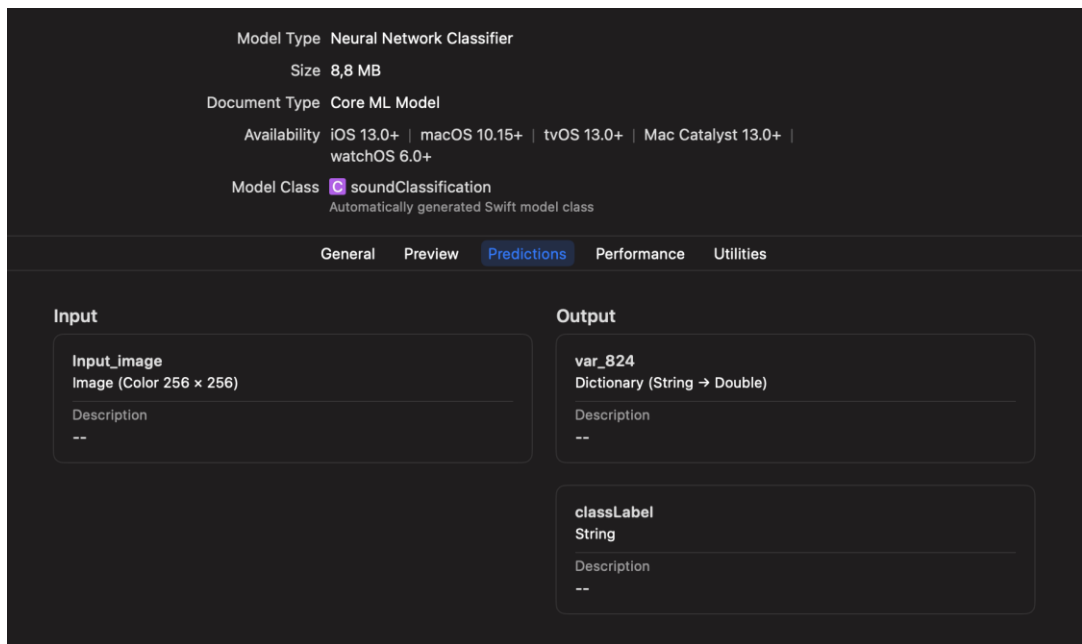 Model Type Neural Network Classifier
Size 8,8 MB
Document Type Core ML Model
Availability iOS 13.0+ | macOS 10.15+ | tvOS 13.0+ | Mac Catalyst 13.0+ |
watchOS 6.0+
Model Class C soundClassification
Automatically generated Swift model class
General Preview Predictions Performance Utilities
Input
Input_image
Image (Color 256 × 256)
Description
--
Output
var_824
Dictionary (String → Double)
Description
--
classLabel
String
Description
--